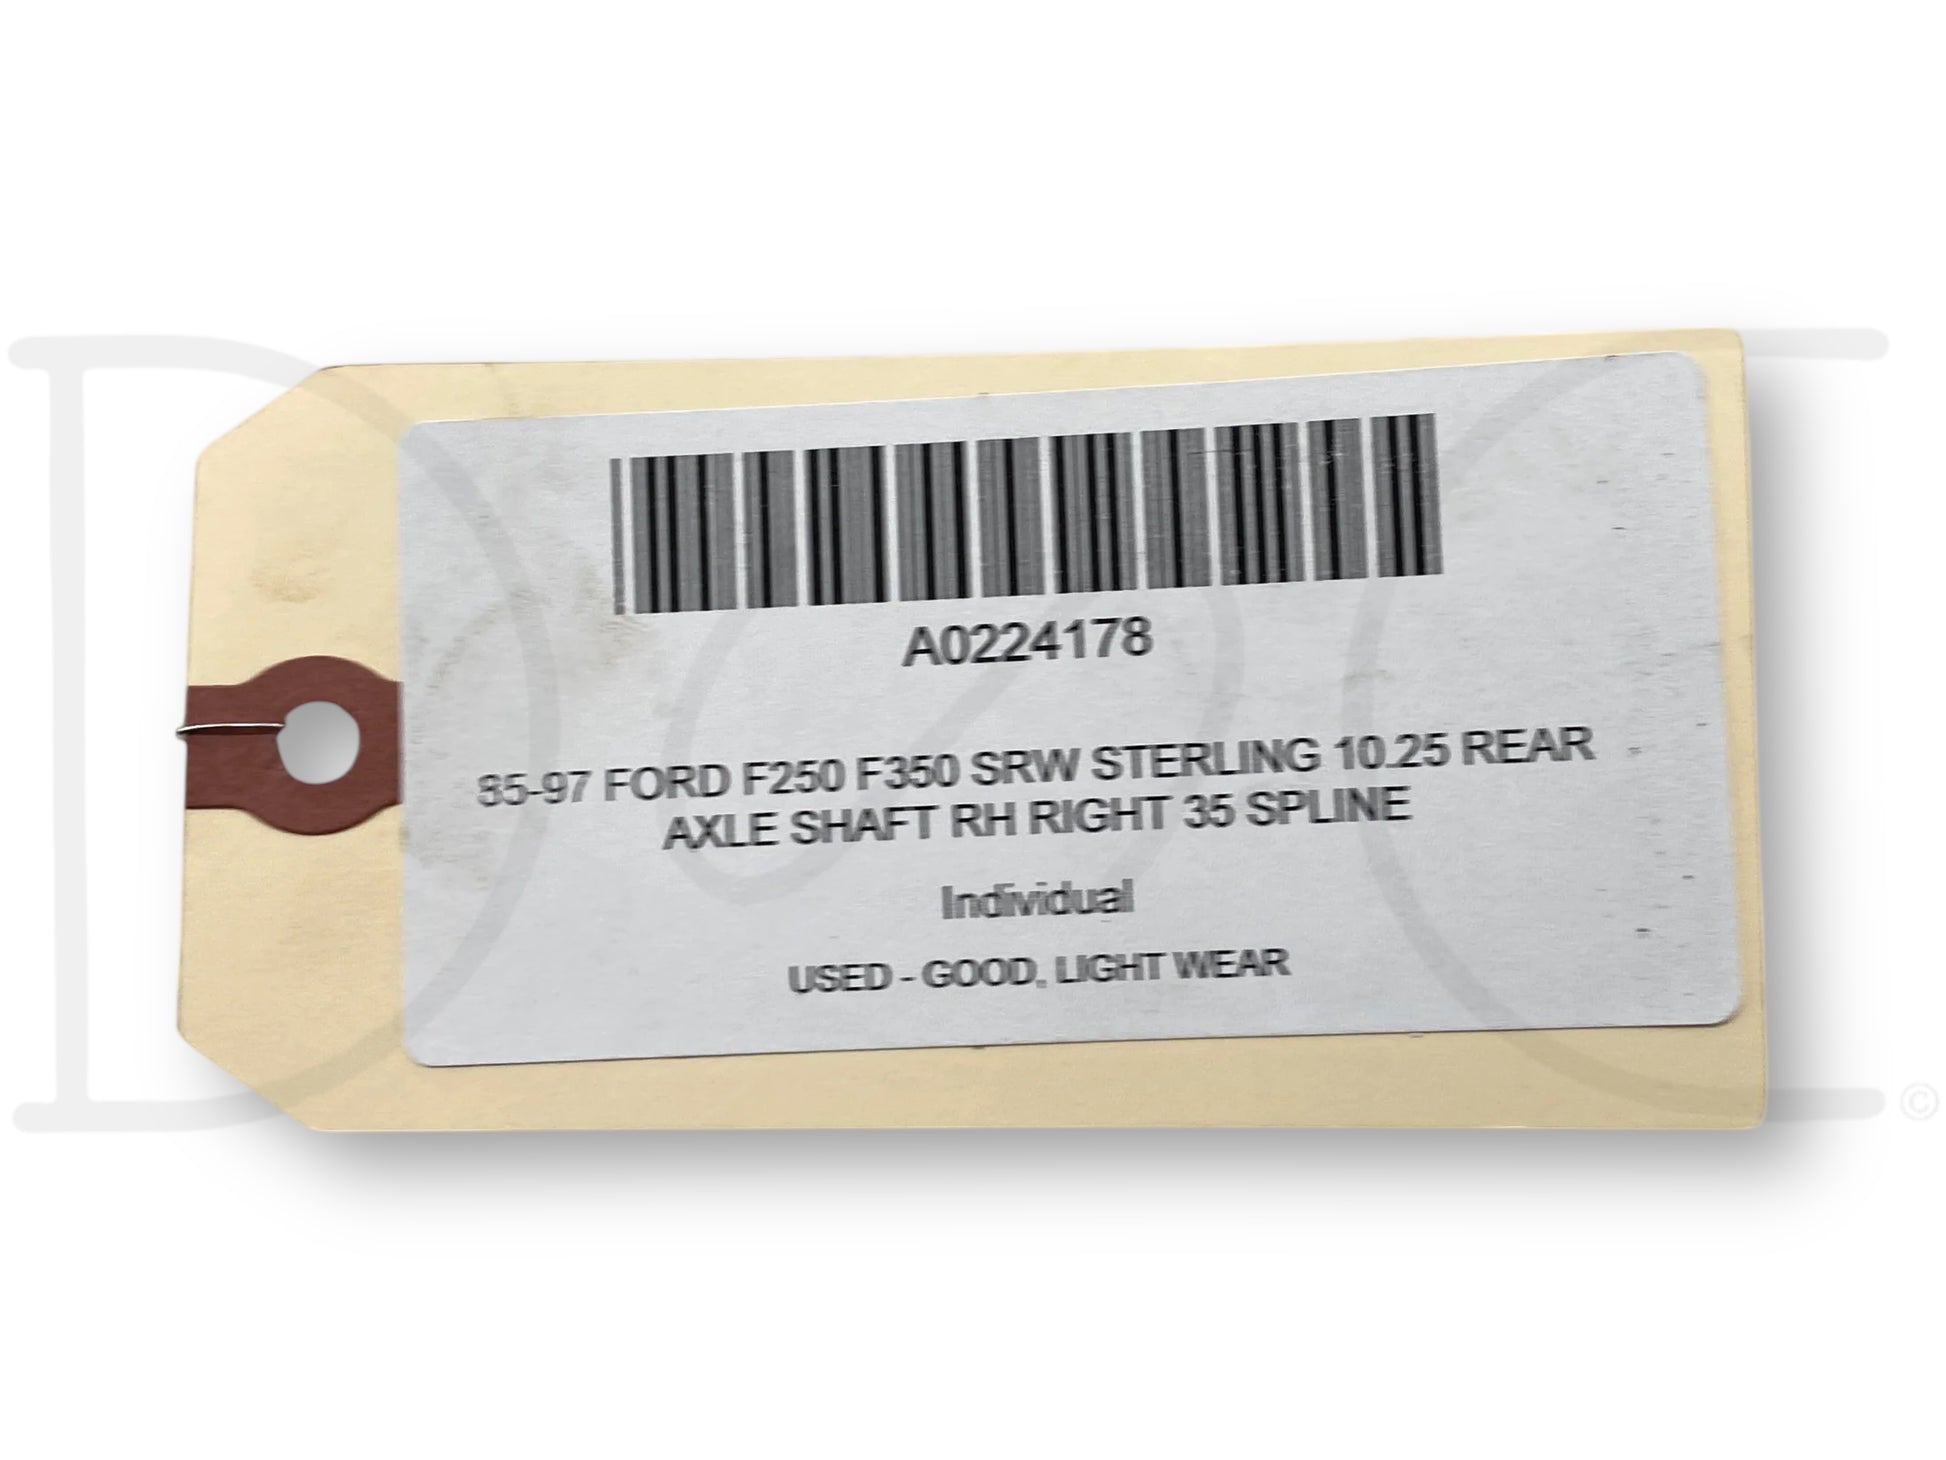 A0224178
85-97 FORD F250 F350 SRW STERLING 10.25 REAR
AXLE SHAFT RH RIGHT 35 SPLINE
Individual
USED - GOOD, LIGHT WEAR
©